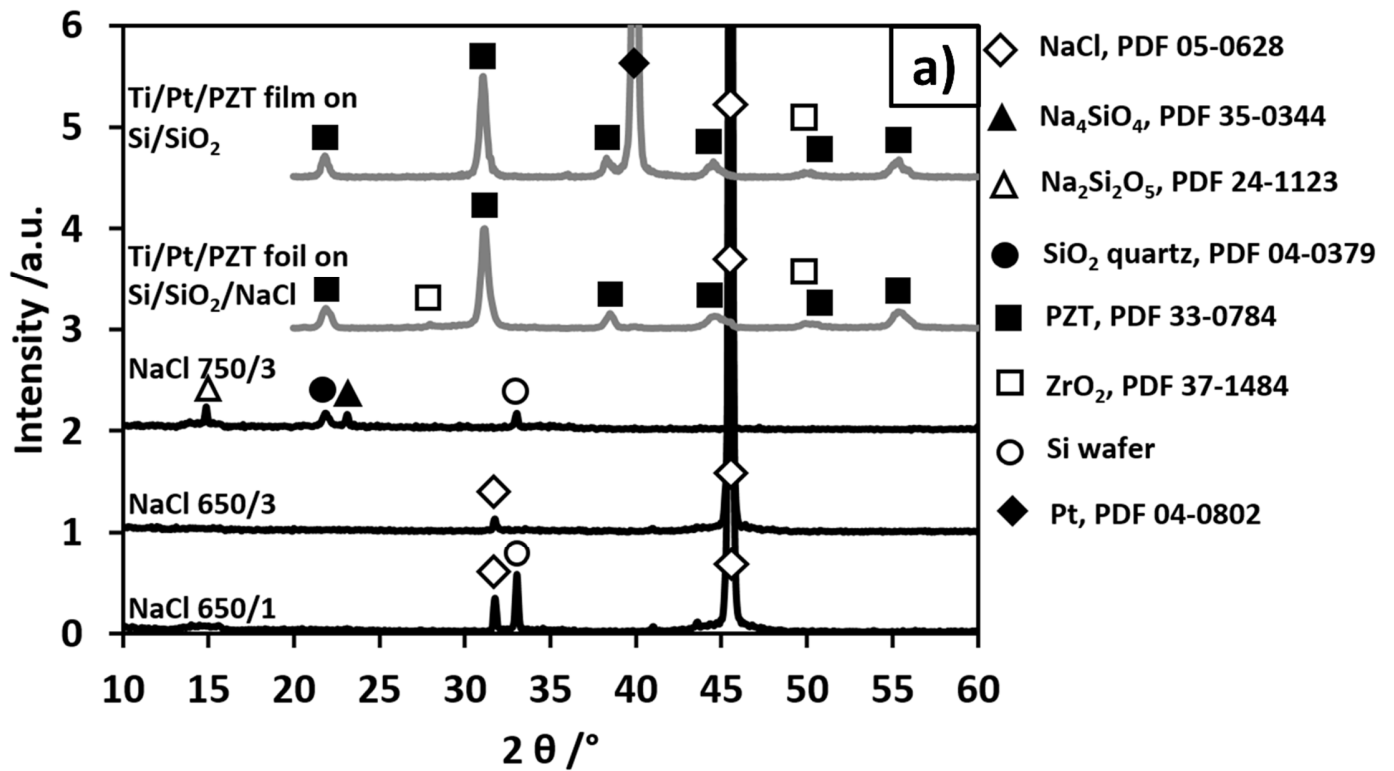 a)
Intensity /a.u.
6
5
4
3
2
1
0
Ti/Pt/PZT film on
Si/SiO₂
Ti/Pt/PZT foil on
Si/SiO₂/NaCl
NaCl 750/3
NaCl 650/3
NaCl 650/1
10 15 20 25 30 35 40 45 50 55 60
2 θ /°
NaCl, PDF 05-0628
Na₄SiO₄, PDF 35-0344
Na₂Si₂O₅, PDF 24-1123
SiO₂ quartz, PDF 04-0379
PZT, PDF 33-0784
ZrO₂, PDF 37-1484
Si wafer
Pt, PDF 04-0802